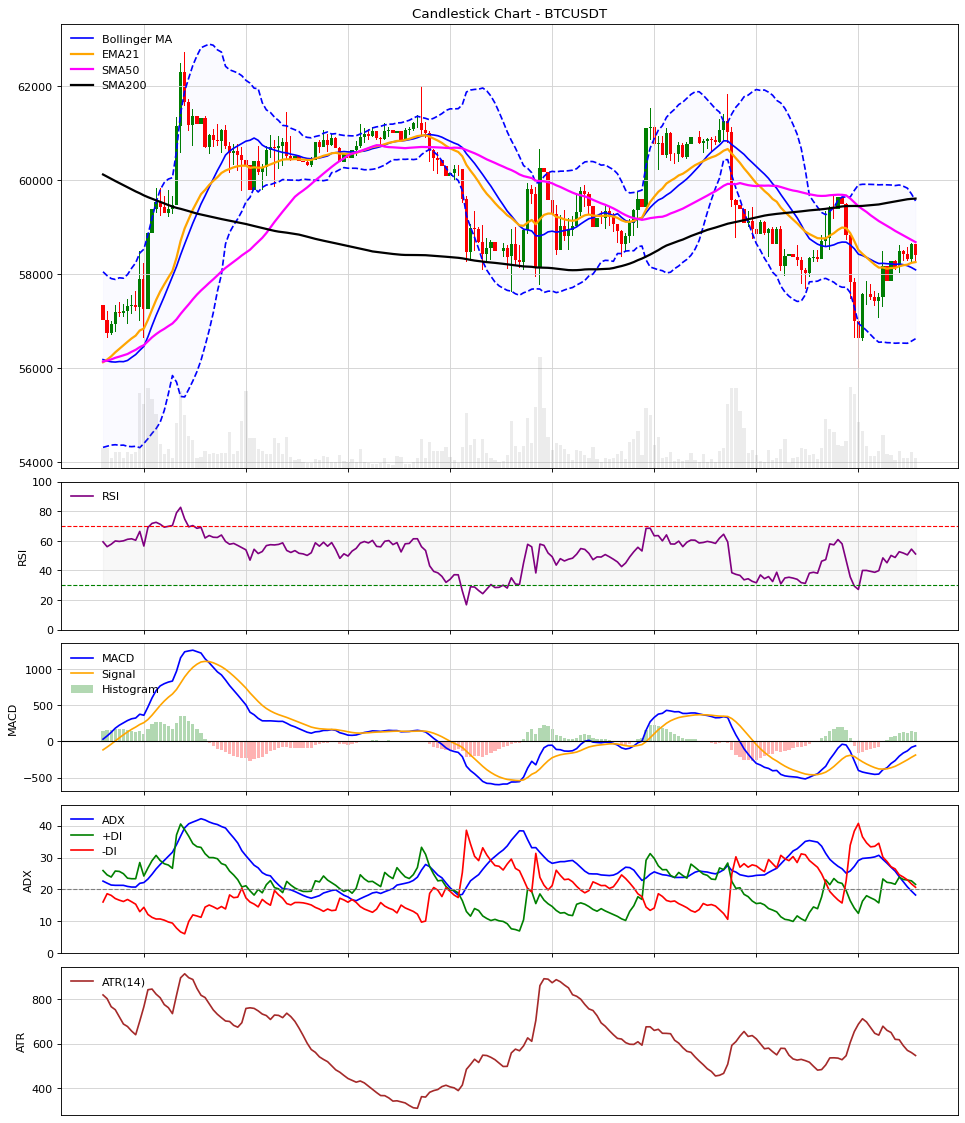 Candlestick Chart - BTCUSDT
Bollinger MA
EMA21
SMA50
SMA200
62000
60000
58000
56000
54000
RSI
100
80
60
40
20
0
RSI
MACD
Signal
Histogram
1000
500
0
−500
MACD
ADX
+DI
-DI
40
30
20
10
0
ADX
ATR(14)
800
600
400
ATR